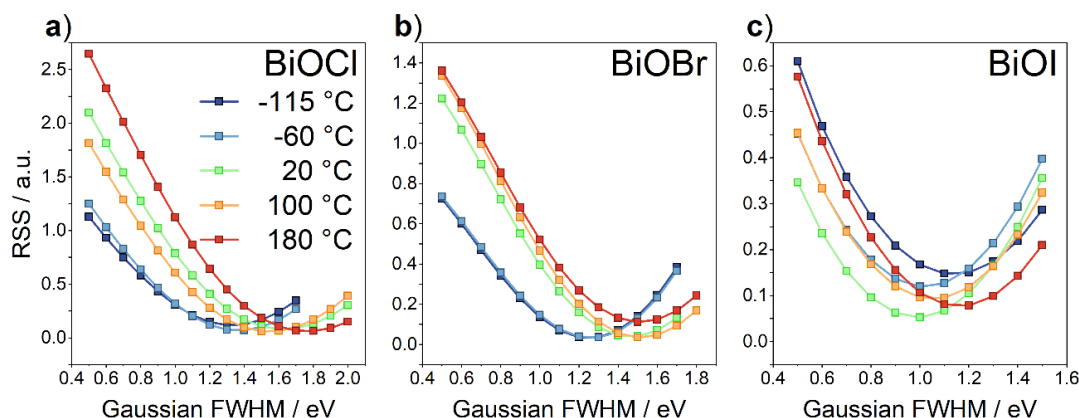 a)
BiOCl
-115 °C
-60 °C
20 °C
100 °C
180 °C
RSS / a.u.
2.5
2.0
1.5
1.0
0.5
0.0
0.4 0.6 0.8 1.0 1.2 1.4 1.6 1.8 2.0
Gaussian FWHM / eV
b)
BiOBr
1.4
1.2
1.0
0.8
0.6
0.4
0.2
0.0
0.4 0.6 0.8 1.0 1.2 1.4 1.6 1.8
Gaussian FWHM / eV
c)
BiOI
0.6
0.5
0.4
0.3
0.2
0.1
0.0
0.4 0.6 0.8 1.0 1.2 1.4 1.6
Gaussian FWHM / eV